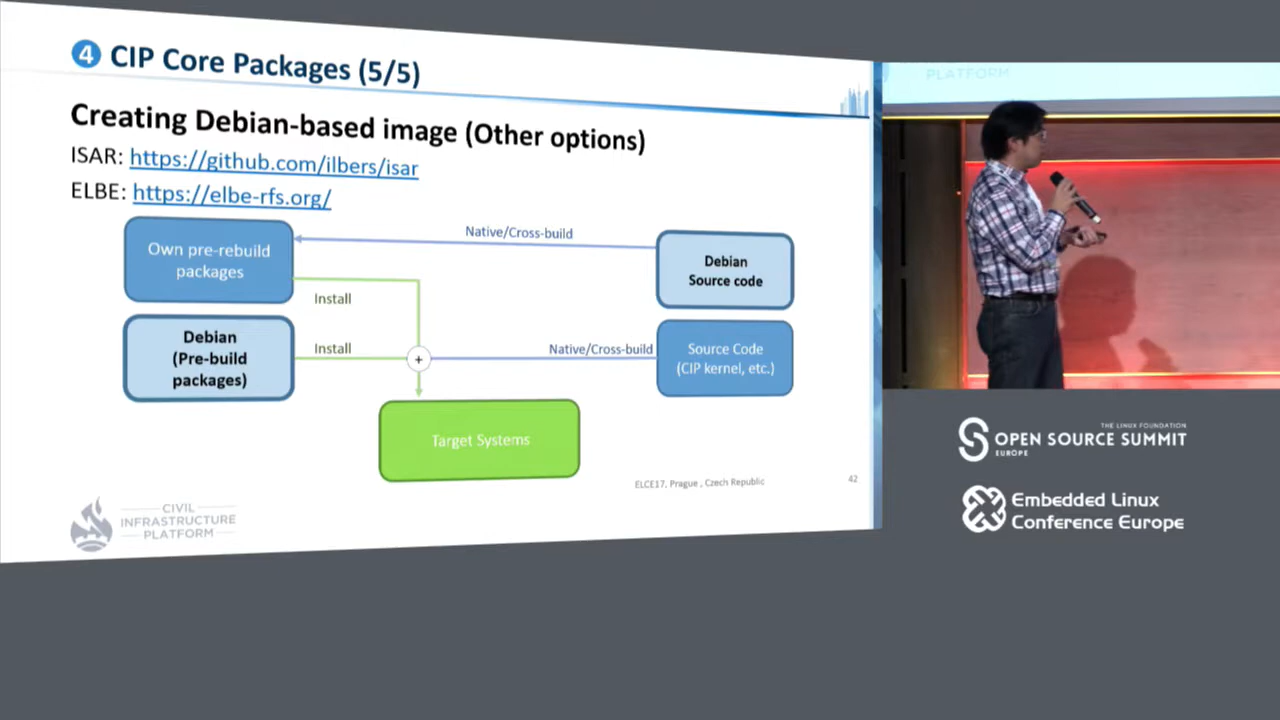 4 CIP Core Packages (5/5)
Creating Debian-based image (Other options)
ISAR: https://github.com/ilbers/isar
ELBE: https://elbe-rfs.org/
Own pre-rebuild
packages
Native/Cross-build
Debian
Source code
Install
Debian
(Pre-build
packages)
Install
+
Native/Cross-build
Source Code
(CIP kernel, etc.)
Target Systems
ELCE17, Prague , Czech Republic
42
CIVIL
INFRASTRUCTURE
PLATFORM
PLATFORM
THE LINUX FOUNDATION
OPEN SOURCE SUMMIT
EUROPE
Embedded Linux
Conference Europe